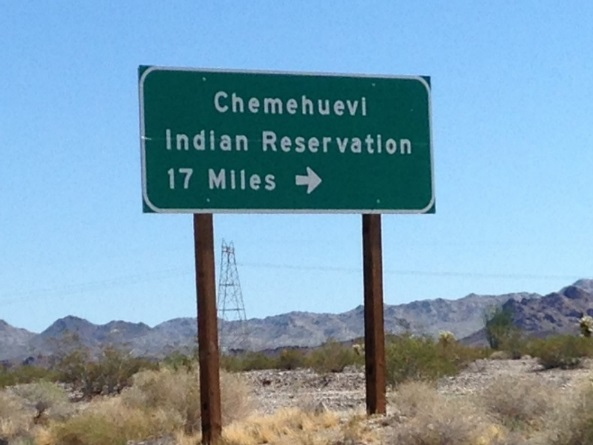 Chemehuevi
Indian Reservation
17 Miles →